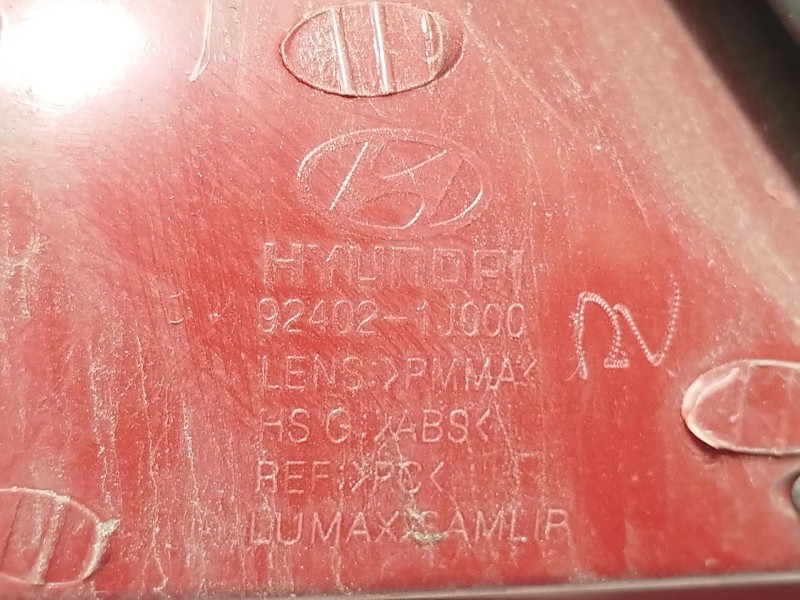 HYUNDAI
92402-1J000
LENS:>PMMA<
HSG:>ABS<
REF:>PC<
LUMAX SAMLIP